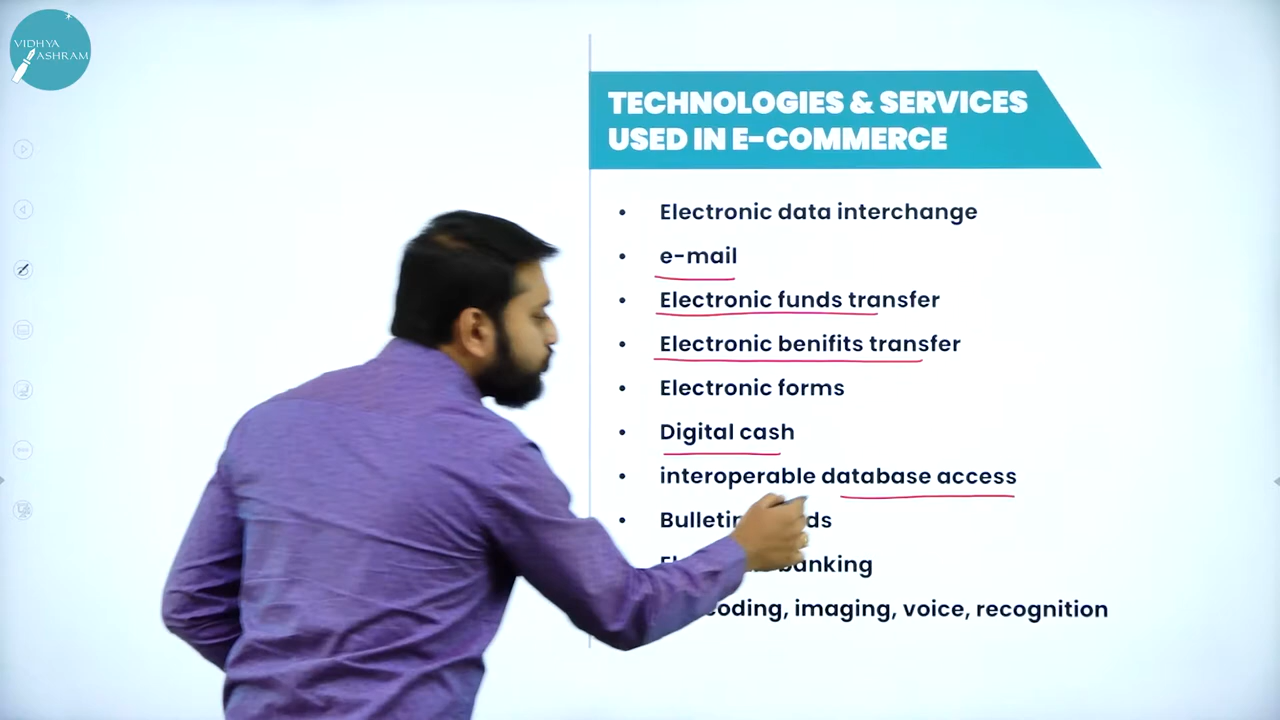 VIDHYA
ASHRAM
TECHNOLOGIES & SERVICES
USED IN E-COMMERCE
• Electronic data interchange
• e-mail
• Electronic funds transfer
• Electronic benifits transfer
• Electronic forms
• Digital cash
• interoperable database access
•
• banking
coding, imaging, voice, recognition